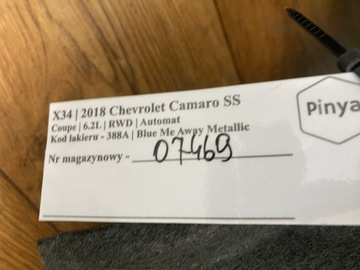 X34 | 2018 Chevrolet Camaro SS
Coupe | 6.2L | RWD | Automat
Kod lakieru - 388A | Blue Me Away Metallic
Nr magazynowy - 07469
Pinya